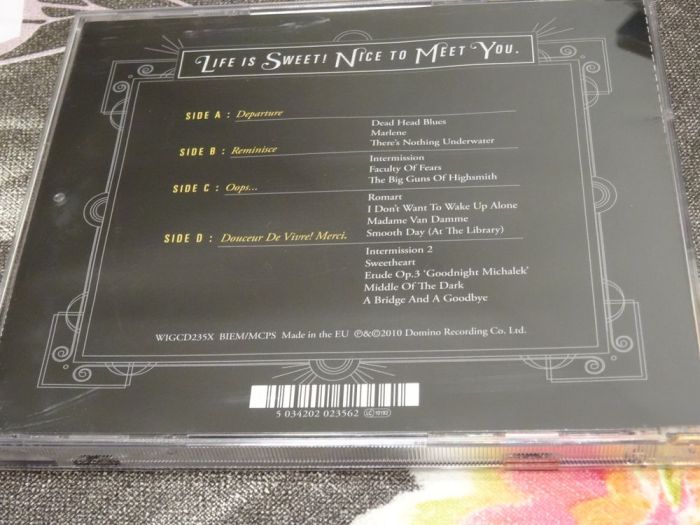 LIFE IS SWEET! NICE TO MEET YOU.
SIDE A : Departure
Dead Head Blues
Marlene
There's Nothing Underwater
SIDE B : Reminisce
Intermission
Faculty Of Fears
The Big Guns Of Highsmith
SIDE C : Oops...
Romart
I Don't Want To Wake Up Alone
Madame Van Damme
Smooth Day (At The Library)
SIDE D : Douceur De Vivre! Merci.
Intermission 2
Sweetheart
Etude Op.3 'Goodnight Michalek'
Middle Of The Dark
A Bridge And A Goodbye
WIGCD235X BIEM/MCPS Made in the EU ℗&©2010 Domino Recording Co. Ltd.
5 034202 023562 LC 10192